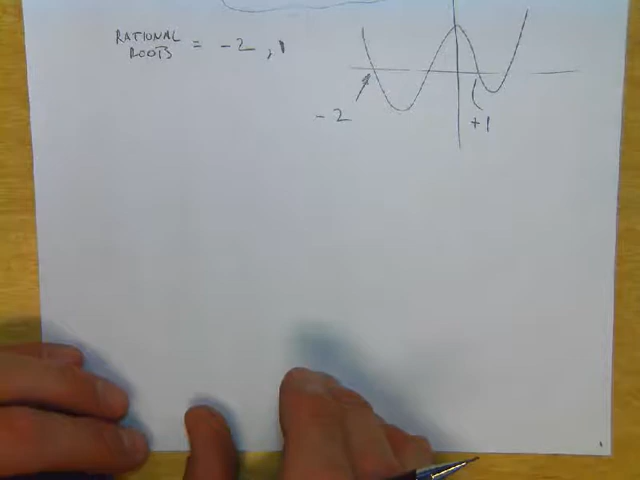 RATIONAL
ROOTS = -2, 1
-2
+1